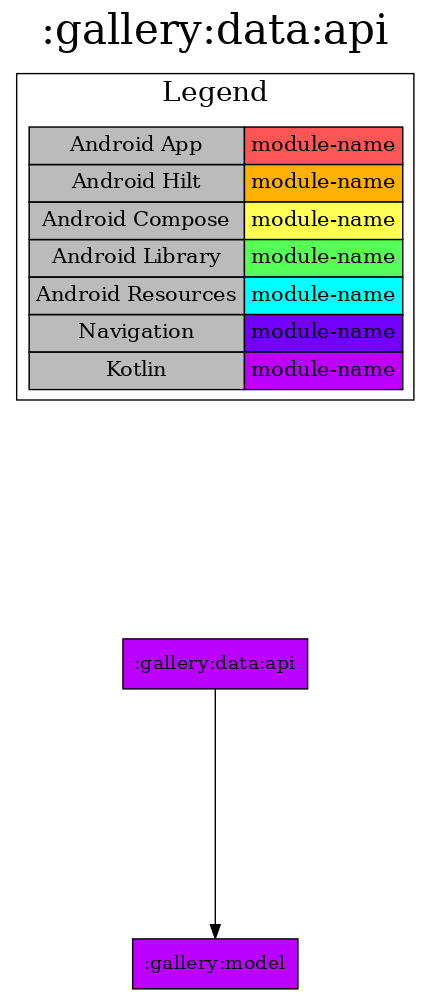 :gallery:data:api
Legend
Android App module-name
Android Hilt module-name
Android Compose module-name
Android Library module-name
Android Resources module-name
Navigation module-name
Kotlin module-name
:gallery:data:api
:gallery:model